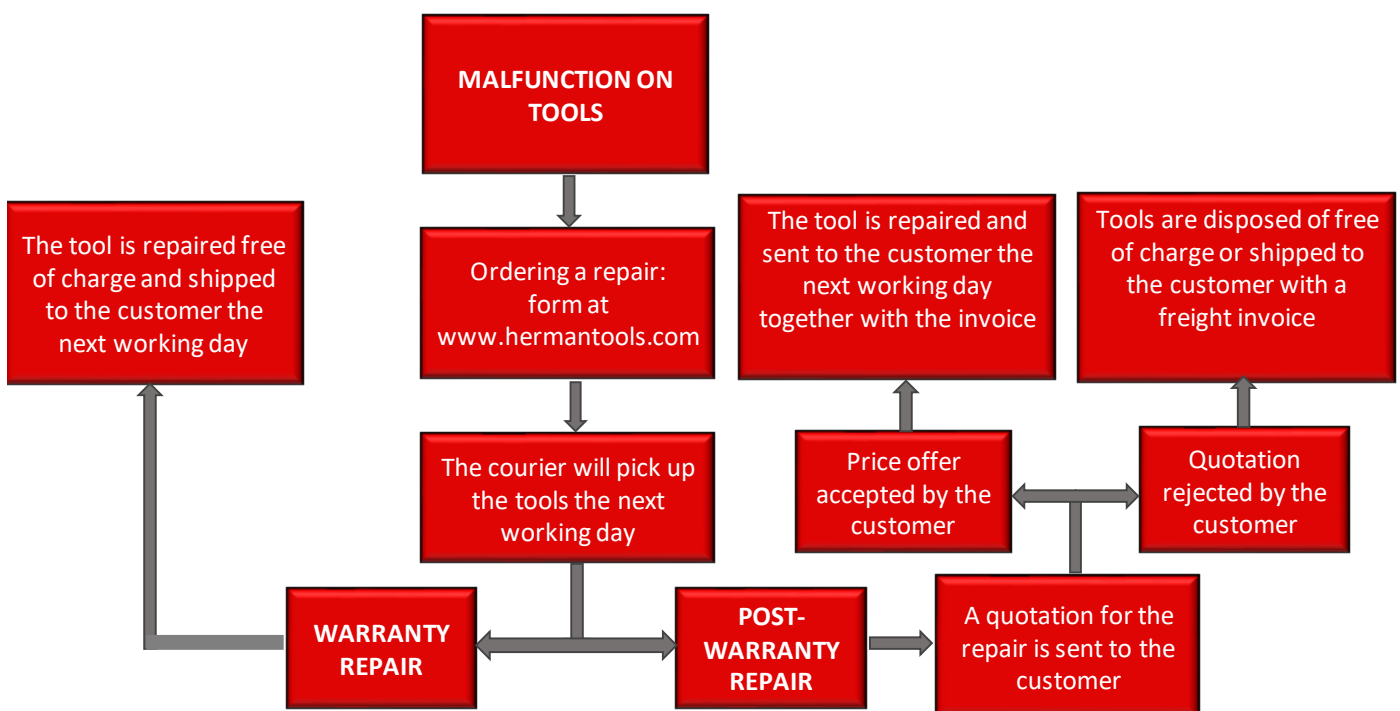 MALFUNCTION ON
TOOLS
The tool is repaired free
of charge and shipped
to the customer the
next working day
Ordering a repair:
form at
www.hermantools.com
The tool is repaired and
sent to the customer the
next working day
together with the invoice
Tools are disposed of free
of charge or shipped to
the customer with a
freight invoice
The courier will pick up
the tools the next
working day
Price offer
accepted by the
customer
Quotation
rejected by the
customer
WARRANTY
REPAIR
POST-
WARRANTY
REPAIR
A quotation for the
repair is sent to the
customer